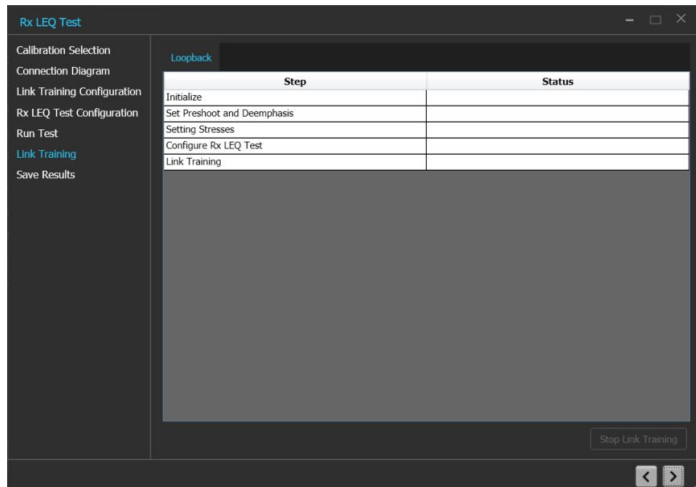 Rx LEQ Test
Calibration Selection
Connection Diagram
Link Training Configuration
Rx LEQ Test Configuration
Run Test
Link Training
Save Results
Loopback
Step Status
Initialize
Set Preshoot and Deemphasis
Setting Stresses
Configure Rx LEQ Test
Link Training
Stop Link Training